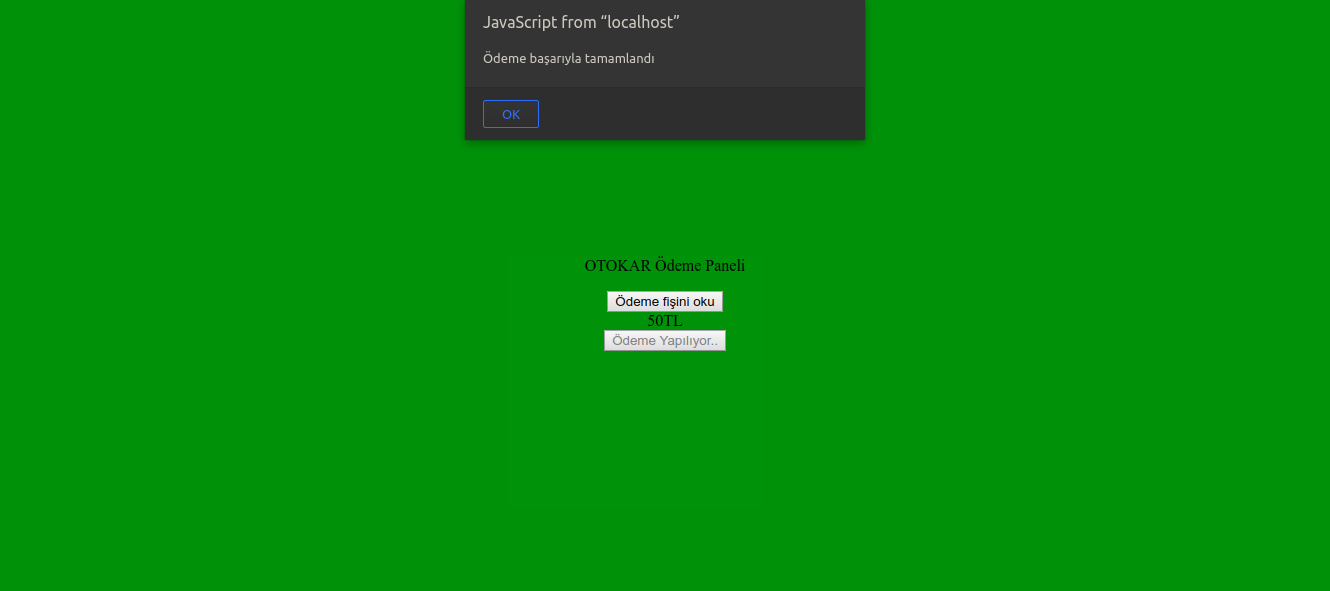 JavaScript from “localhost”
Ödeme başarıyla tamamlandı
OK
OTOKAR Ödeme Paneli
Ödeme fişini oku
50TL
Ödeme Yapılıyor..